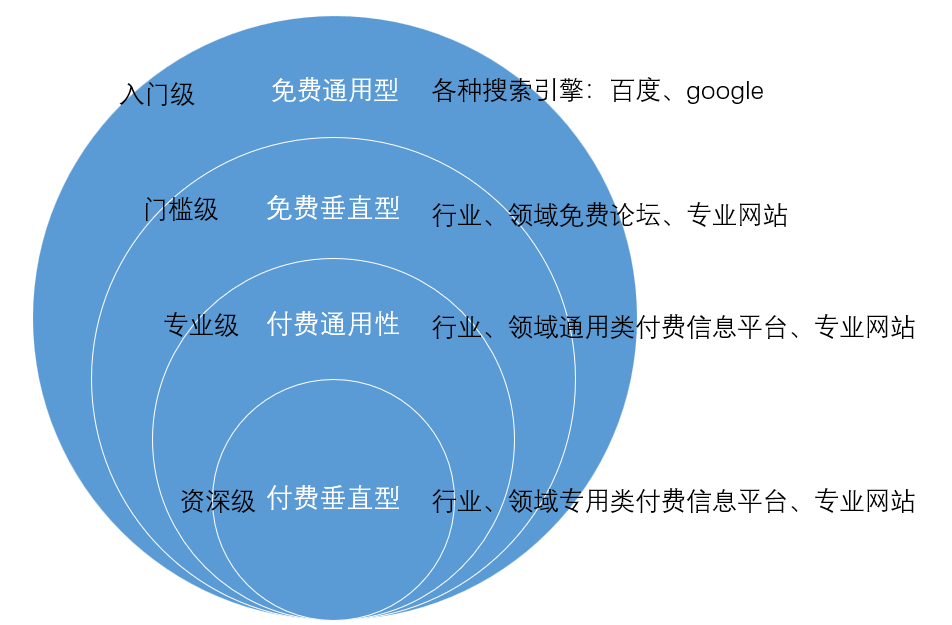 入门级 免费通用型 各种搜索引擎：百度、google
门槛级 免费垂直型 行业、领域免费论坛、专业网站
专业级 付费通用性 行业、领域通用类付费信息平台、专业网站
资深级 付费垂直型 行业、领域专用类付费信息平台、专业网站